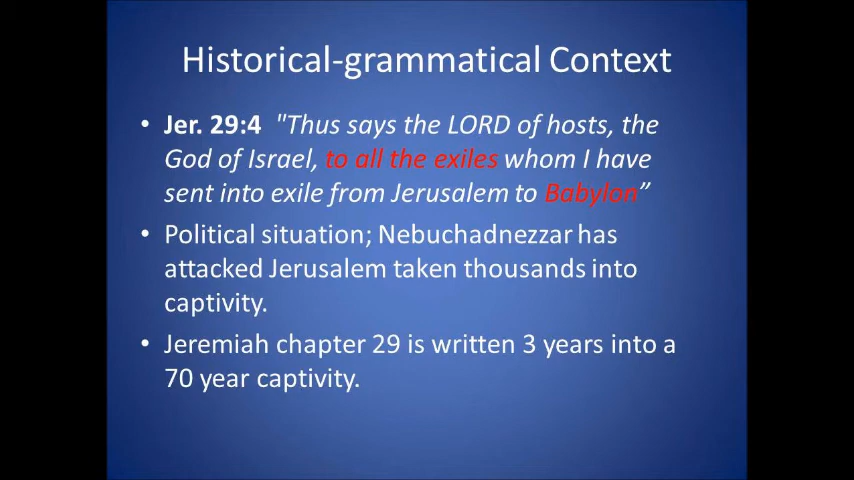 Historical-grammatical Context
• Jer. 29:4 "Thus says the LORD of hosts, the
God of Israel, to all the exiles whom I have
sent into exile from Jerusalem to Babylon”
• Political situation; Nebuchadnezzar has
attacked Jerusalem taken thousands into
captivity.
• Jeremiah chapter 29 is written 3 years into a
70 year captivity.